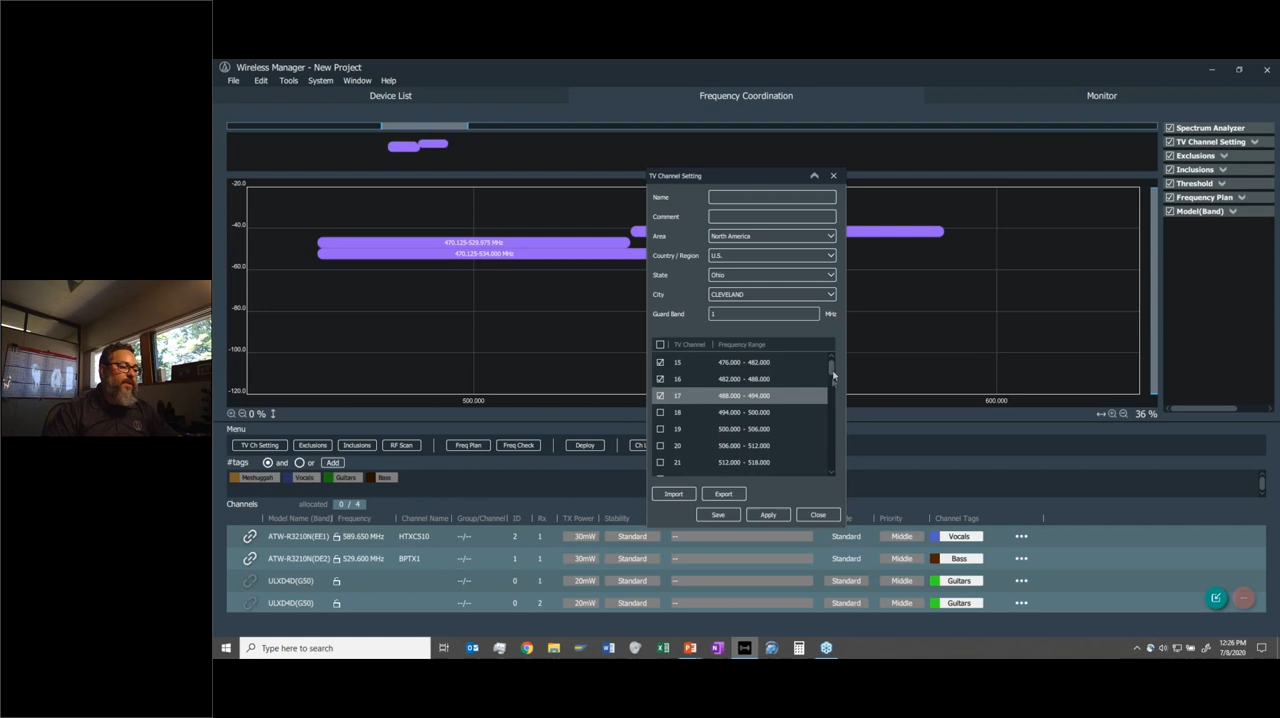 Wireless Manager - New Project
File Edit Tools System Window Help
Device List Frequency Coordination Monitor
Spectrum Analyzer
TV Channel Setting
Exclusions
Inclusions
Threshold
Frequency Plan
Model(Band)
-20.0
-40.0
-60.0
-80.0
-100.0
-120.0
470.125-529.975 MHz
470.125-534.000 MHz
500.000 600.000
0 % 36 %
TV Channel Setting
Name
Comment
Area North America
Country / Region U.S.
State Ohio
City CLEVELAND
Guard Band 1 MHz
TV Channel Frequency Range
15 476.000 - 482.000
16 482.000 - 488.000
17 488.000 - 494.000
18 494.000 - 500.000
19 500.000 - 506.000
20 506.000 - 512.000
21 512.000 - 518.000
Import Export
Save Apply Close
Menu
TV Ch Setting Exclusions Inclusions RF Scan Freq Plan Freq Check Deploy Ch L
#tags and or Add
Meshuggah Vocals Guitars Bass
Channels allocated 0 / 4
Model Name (Band) Frequency Channel Name Group/Channel ID Rx TX Power Stability Priority Channel Tags
ATW-R3210N(EE1) 589.650 MHz HTXC510 --/-- 2 1 30mW Standard -- Standard Middle Vocals •••
ATW-R3210N(DE2) 529.600 MHz BPTX1 --/-- 1 1 30mW Standard -- Standard Middle Bass •••
ULXD4D(G50) --/-- 0 1 20mW Standard -- Standard Middle Guitars •••
ULXD4D(G50) --/-- 0 2 20mW Standard -- Standard Middle Guitars •••
Type here to search
12:26 PM
7/8/2020